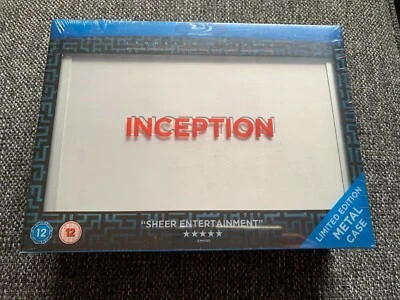 INCEPTION
"SHEER ENTERTAINMENT"
★★★★★
LIMITED EDITION
METAL
CASE
12
12